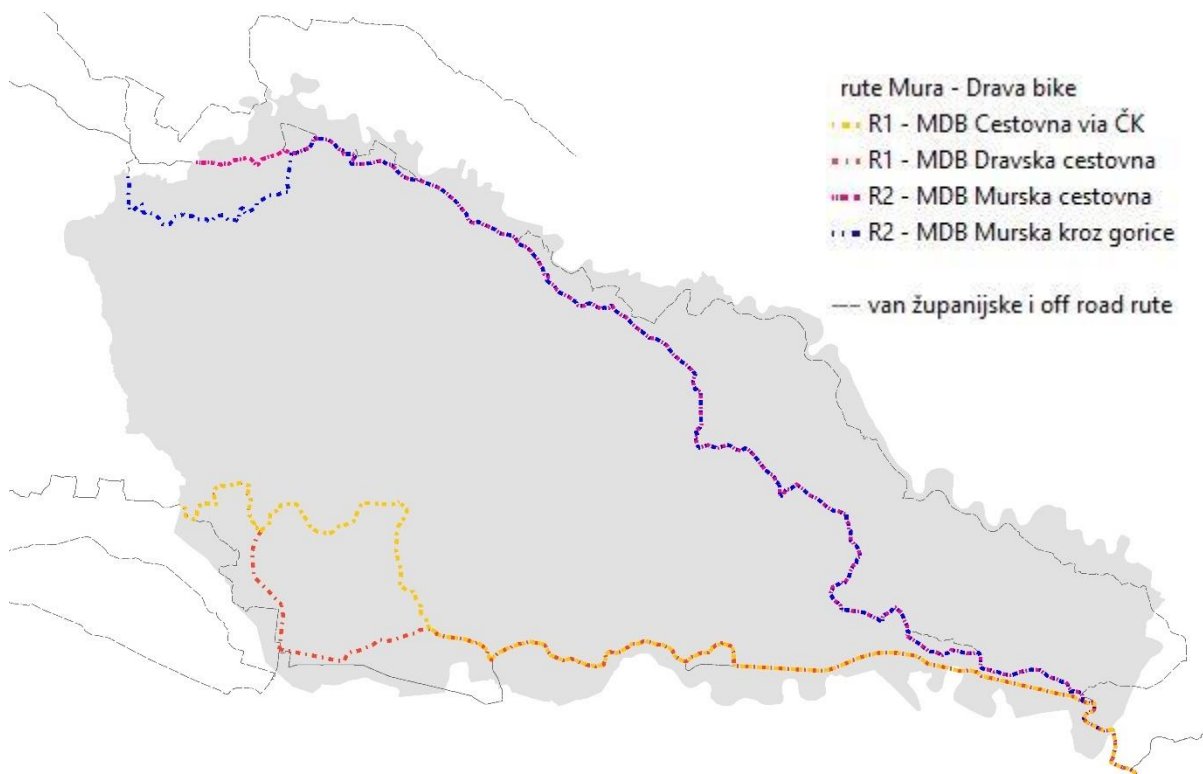 rute Mura - Drava bike
R1 - MDB Cestovna via ČK
R1 - MDB Dravska cestovna
R2 - MDB Murska cestovna
R2 - MDB Murska kroz gorice
van županijske i off road rute